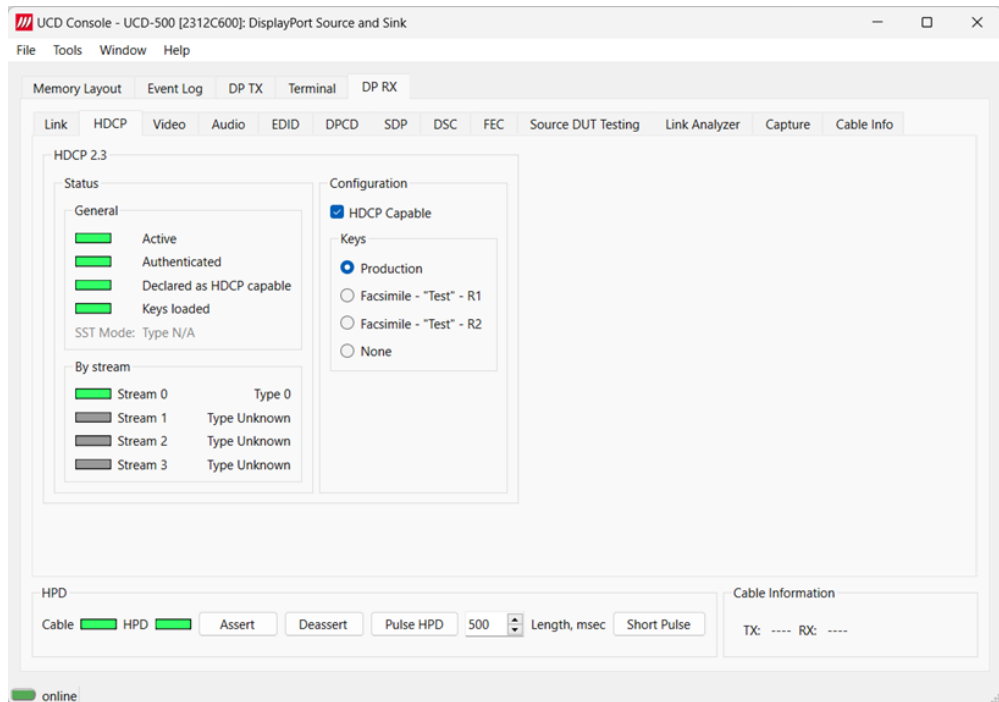 UCD Console - UCD-500 [2312C600]: DisplayPort Source and Sink
File Tools Window Help
Memory Layout Event Log DP TX Terminal DP RX
Link HDCP Video Audio EDID DPCD SDP DSC FEC Source DUT Testing Link Analyzer Capture Cable Info
HDCP 2.3
Status
General
Active
Authenticated
Declared as HDCP capable
Keys loaded
SST Mode: Type N/A
By stream
Stream 0 Type 0
Stream 1 Type Unknown
Stream 2 Type Unknown
Stream 3 Type Unknown
Configuration
HDCP Capable
Keys
Production
Facsimile - "Test" - R1
Facsimile - "Test" - R2
None
HPD
Cable HPD Assert Deassert Pulse HPD 500 Length, msec Short Pulse
Cable Information
TX: ---- RX: ----
online